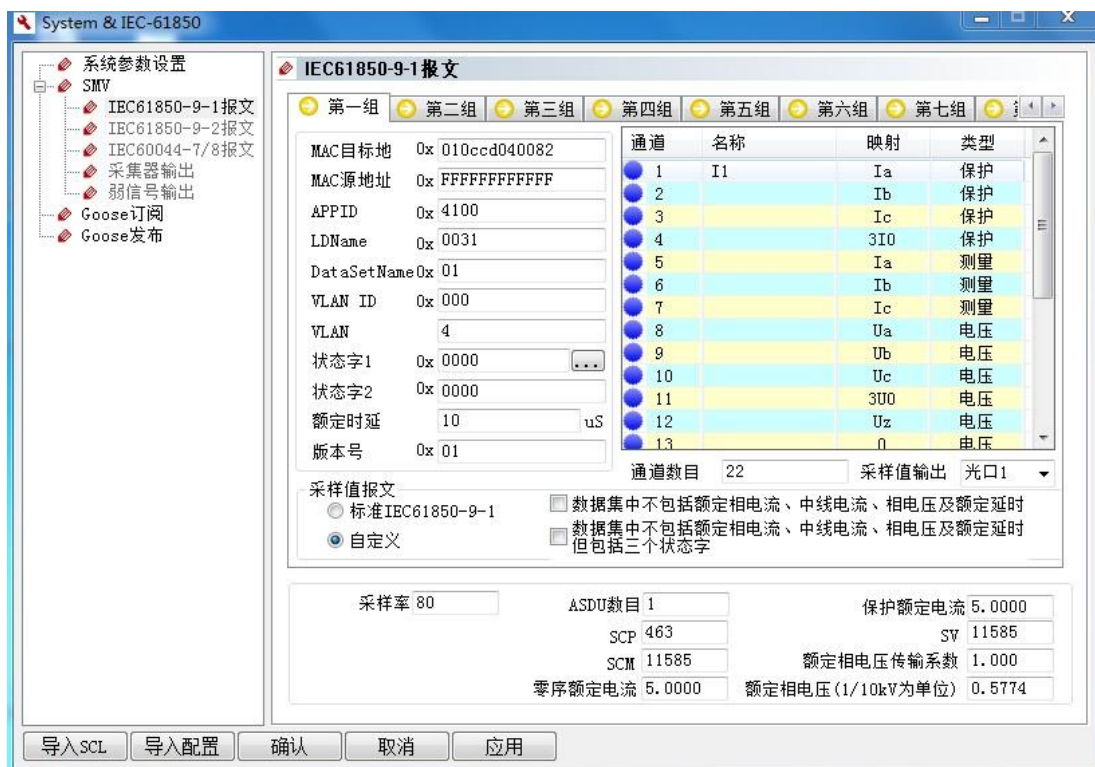 System & IEC-61850
系统参数设置
SMV
IEC61850-9-1报文
IEC61850-9-2报文
IEC60044-7/8报文
采集器输出
弱信号输出
Goose订阅
Goose发布
IEC61850-9-1报文
第一组 第二组 第三组 第四组 第五组 第六组 第七组
MAC目标地 0x 010ccd040082
MAC源地址 0x FFFFFFFFFFFF
APPID 0x 4100
LDName 0x 0031
DataSetName 0x 01
VLAN ID 0x 000
VLAN 4
状态字1 0x 0000 ...
状态字2 0x 0000
额定时延 10 uS
版本号 0x 01
通道 名称 映射 类型
1 I1 Ia 保护
2 Ib 保护
3 Ic 保护
4 3I0 保护
5 Ia 测量
6 Ib 测量
7 Ic 测量
8 Ua 电压
9 Ub 电压
10 Uc 电压
11 3U0 电压
12 Uz 电压
13 0 电压
通道数目 22 采样值输出 光口1
采样值报文
标准IEC61850-9-1
自定义
数据集中不包括额定相电流、中线电流、相电压及额定延时
数据集中不包括额定相电流、中线电流、相电压及额定延时
但包括三个状态字
采样率 80 ASDU数目 1 保护额定电流 5.0000
SCP 463 SV 11585
SCM 11585 额定相电压传输系数 1.000
零序额定电流 5.0000 额定相电压(1/10kV为单位) 0.5774
导入SCL 导入配置 确认 取消 应用